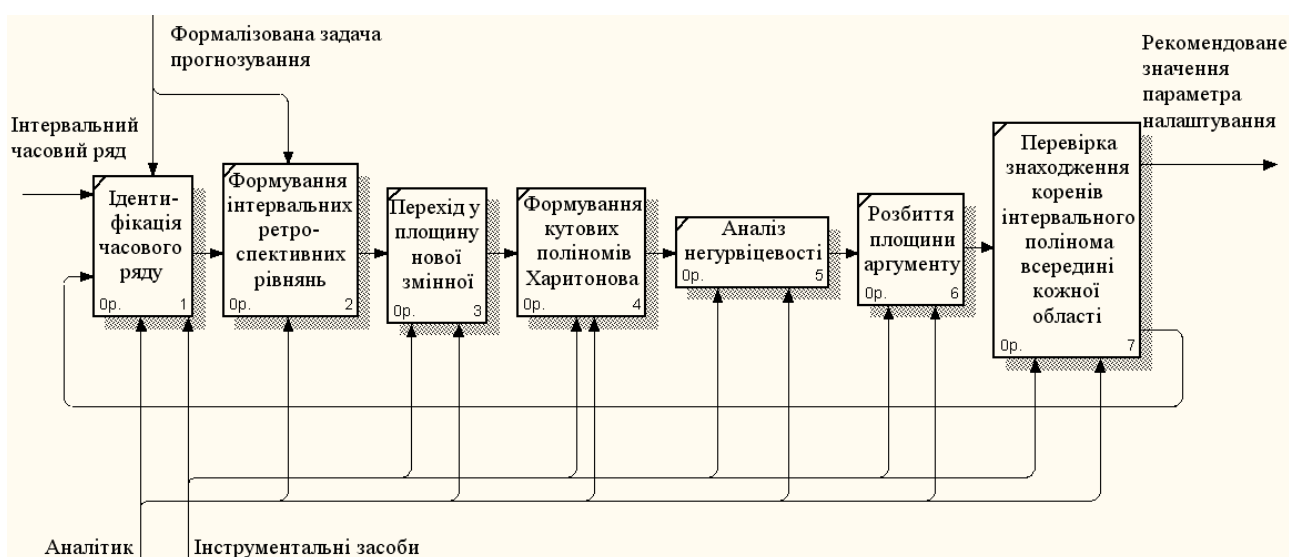 Формалізована задача
прогнозування
Рекомендоване
значення
параметра
налаштування
Інтервальний
часовий ряд
Іденти-
фікація
часового
ряду
0р.
1
Формування
інтервальних
ретро-
спективних
рівнянь
0р.
2
Перехід у
площину
нової
змінної
0р.
3
Формування
кутових
поліномів
Харитонова
0р.
4
Аналіз
негурвіцевості
0р.
5
Розбиття
площини
аргументу
0р.
6
Перевірка
знаходження
коренів
інтервального
полінома
всередині
кожної
області
0р.
7
Аналітик
Інструментальні засоби